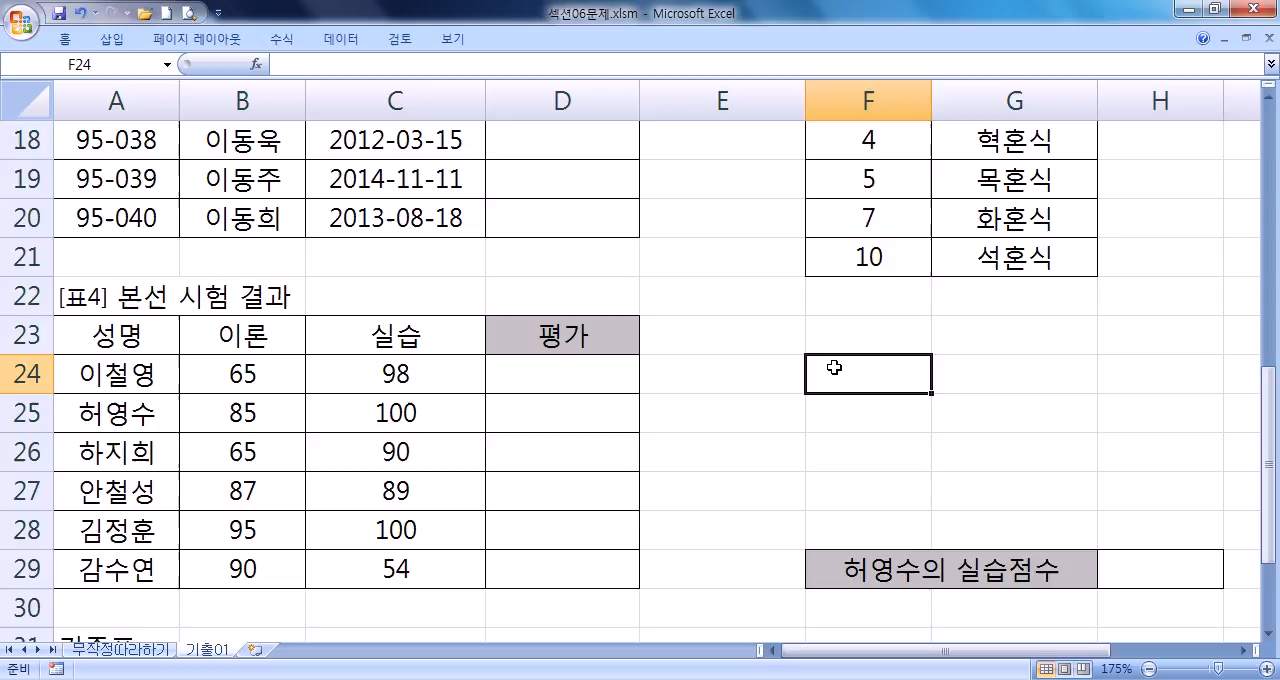 섹션06문제.xlsm - Microsoft Excel
홈 삽입 페이지 레이아웃 수식 데이터 검토 보기
F24 fx
A B C D E F G H
18 95-038 이동욱 2012-03-15 4 혁혼식
19 95-039 이동주 2014-11-11 5 목혼식
20 95-040 이동희 2013-08-18 7 화혼식
21 10 석혼식
22 [표4] 본선 시험 결과
23 성명 이론 실습 평가
24 이철영 65 98
25 허영수 85 100
26 하지희 65 90
27 안철성 87 89
28 김정훈 95 100
29 감수연 90 54 허영수의 실습점수
30
무작정따라하기 기출01
준비 175%